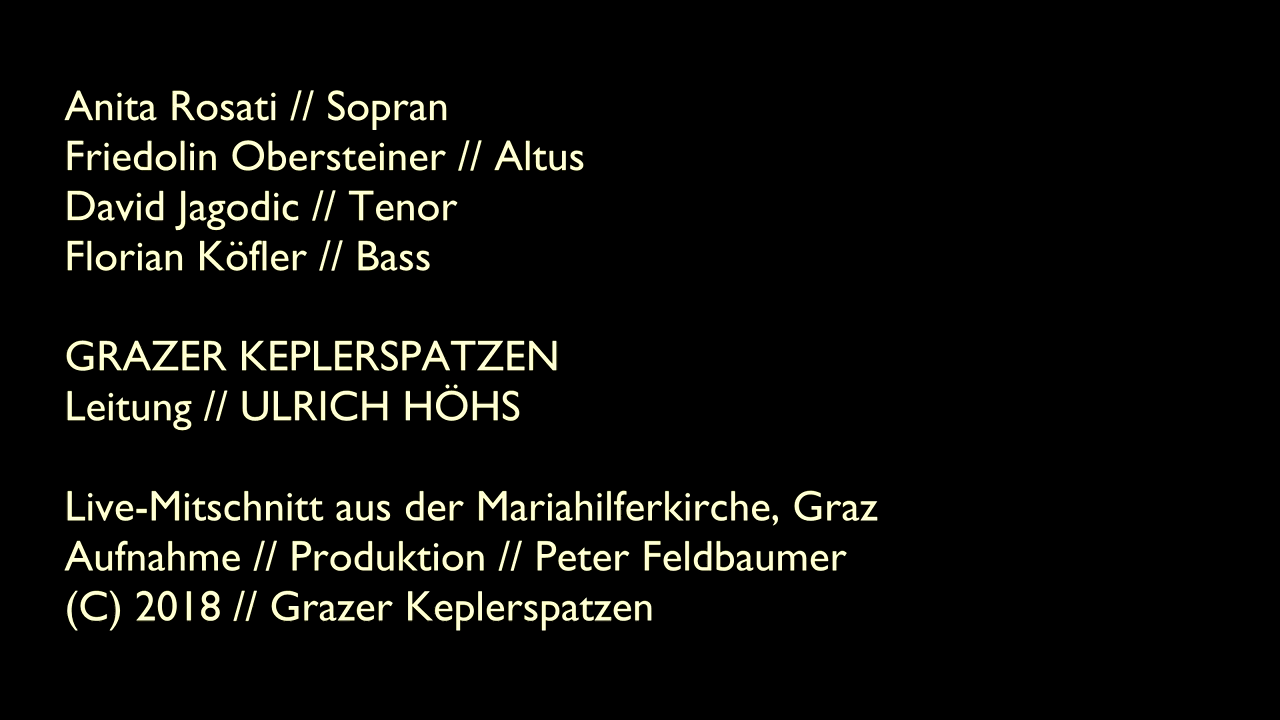 Anita Rosati // Sopran
Friedolin Obersteiner // Altus
David Jagodic // Tenor
Florian Köfler // Bass
GRAZER KEPLERSPATZEN
Leitung // ULRICH HÖHS
Live-Mitschnitt aus der Mariahilferkirche, Graz
Aufnahme // Produktion // Peter Feldbaumer
(C) 2018 // Grazer Keplerspatzen